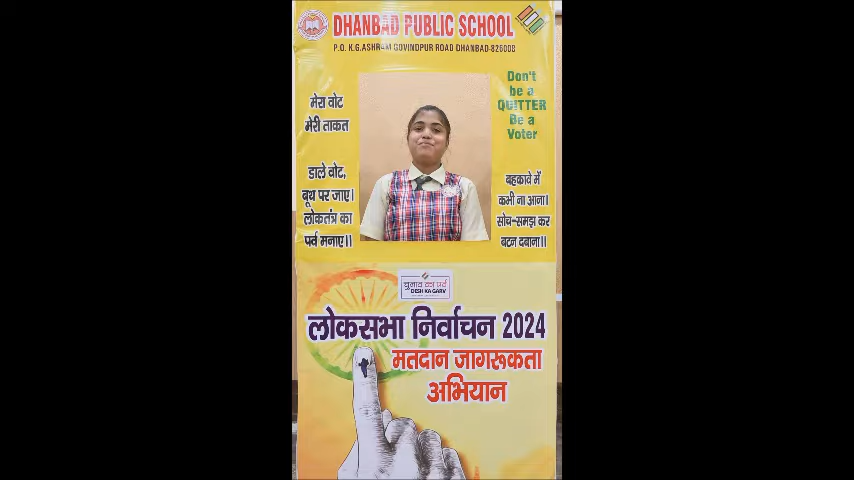 DHANBAD PUBLIC SCHOOL
P.O. K.G.ASHRAM GOVINDPUR ROAD DHANBAD-826008
मेरा वोट
मेरी ताकत
डाले वोट,
बूथ पर जाए।
लोकतंत्र का
पर्व मनाए।।
Don't
be a
QUITTER
Be a
Voter
बहकावे में
कभी ना आना।
सोच-समझ कर
बटन दबाना।।
चुनाव का पर्व
DESH KA GARV
लोकसभा निर्वाचन 2024
मतदान जागरूकता
अभियान